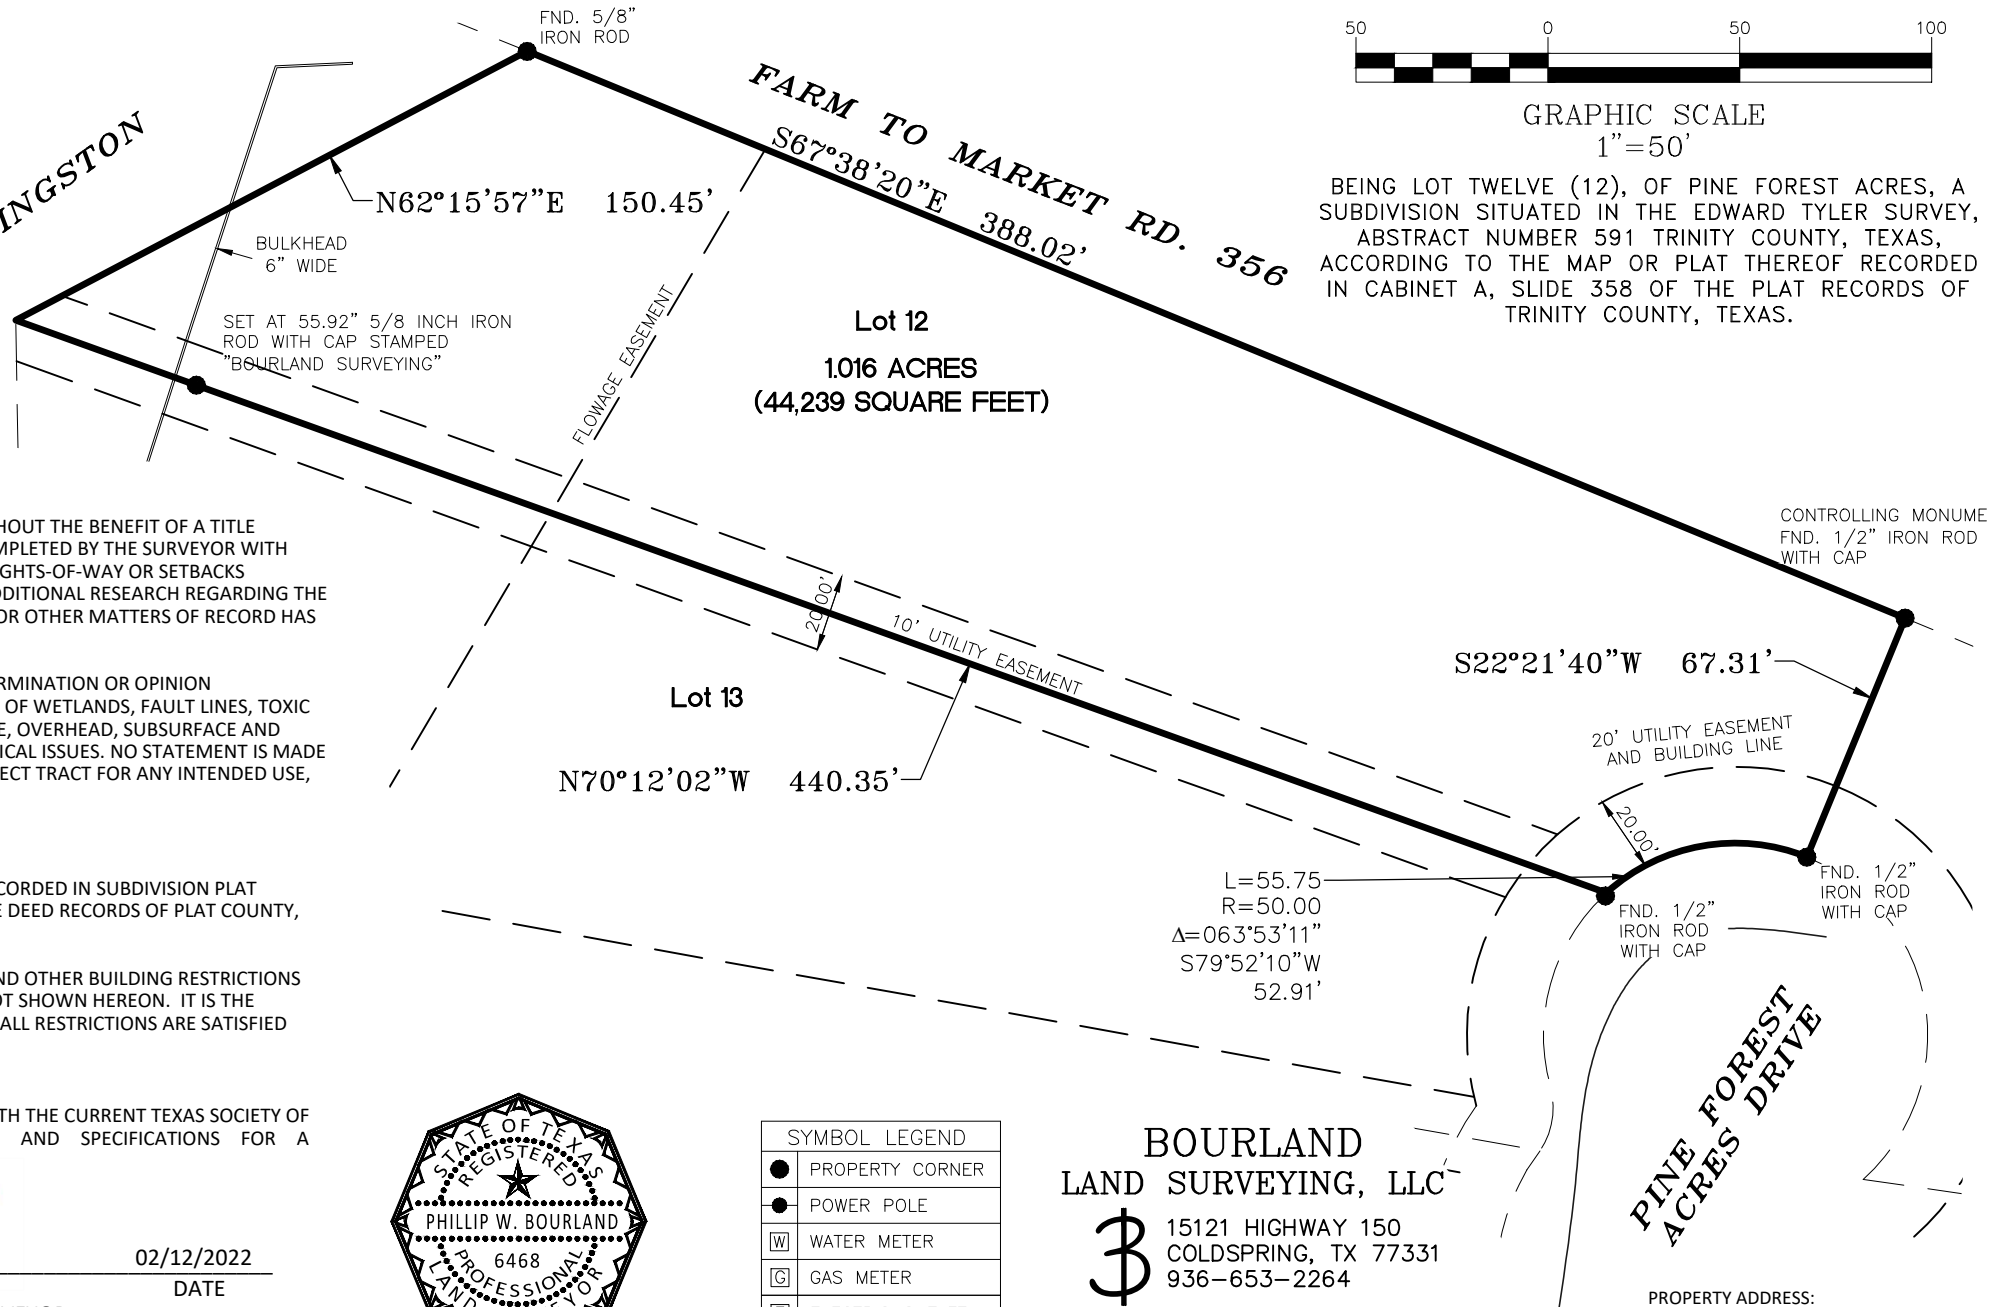 FND. 5/8"
IRON ROD
50 0 50 100
GRAPHIC SCALE
1"=50'
BEING LOT TWELVE (12), OF PINE FOREST ACRES, A
SUBDIVISION SITUATED IN THE EDWARD TYLER SURVEY,
ABSTRACT NUMBER 591 TRINITY COUNTY, TEXAS,
ACCORDING TO THE MAP OR PLAT THEREOF RECORDED
IN CABINET A, SLIDE 358 OF THE PLAT RECORDS OF
TRINITY COUNTY, TEXAS.
INGSTON
FARM TO MARKET RD. 356
S67°38'20"E 388.02'
N62°15'57"E 150.45'
BULKHEAD
6" WIDE
SET AT 55.92" 5/8 INCH IRON
ROD WITH CAP STAMPED
"BOURLAND SURVEYING"
FLOWAGE EASEMENT
Lot 12
1.016 ACRES
(44,239 SQUARE FEET)
CONTROLLING MONUME
FND. 1/2" IRON ROD
WITH CAP
HOUT THE BENEFIT OF A TITLE
MPLETED BY THE SURVEYOR WITH
GHTS-OF-WAY OR SETBACKS
DDITIONAL RESEARCH REGARDING THE
OR OTHER MATTERS OF RECORD HAS
20.00'
10' UTILITY EASEMENT
S22°21'40"W 67.31'
RMINATION OR OPINION
OF WETLANDS, FAULT LINES, TOXIC
E, OVERHEAD, SUBSURFACE AND
ICAL ISSUES. NO STATEMENT IS MADE
ECT TRACT FOR ANY INTENDED USE,
Lot 13
N70°12'02"W 440.35'
20' UTILITY EASEMENT
AND BUILDING LINE
20.00'
L=55.75
R=50.00
Δ=063°53'11"
S79°52'10"W
52.91'
FND. 1/2"
IRON ROD
WITH CAP
FND. 1/2"
IRON ROD
WITH CAP
CORDED IN SUBDIVISION PLAT
E DEED RECORDS OF PLAT COUNTY,
ND OTHER BUILDING RESTRICTIONS
OT SHOWN HEREON. IT IS THE
ALL RESTRICTIONS ARE SATISFIED
TH THE CURRENT TEXAS SOCIETY OF
AND SPECIFICATIONS FOR A
02/12/2022
DATE
STATE OF TEXAS
REGISTERED
PHILLIP W. BOURLAND
6468
PROFESSIONAL
SYMBOL LEGEND
PROPERTY CORNER
POWER POLE
W WATER METER
G GAS METER
BOURLAND
LAND SURVEYING, LLC
15121 HIGHWAY 150
COLDSPRING, TX 77331
936-653-2264
PINE FOREST
ACRES DRIVE
PROPERTY ADDRESS: